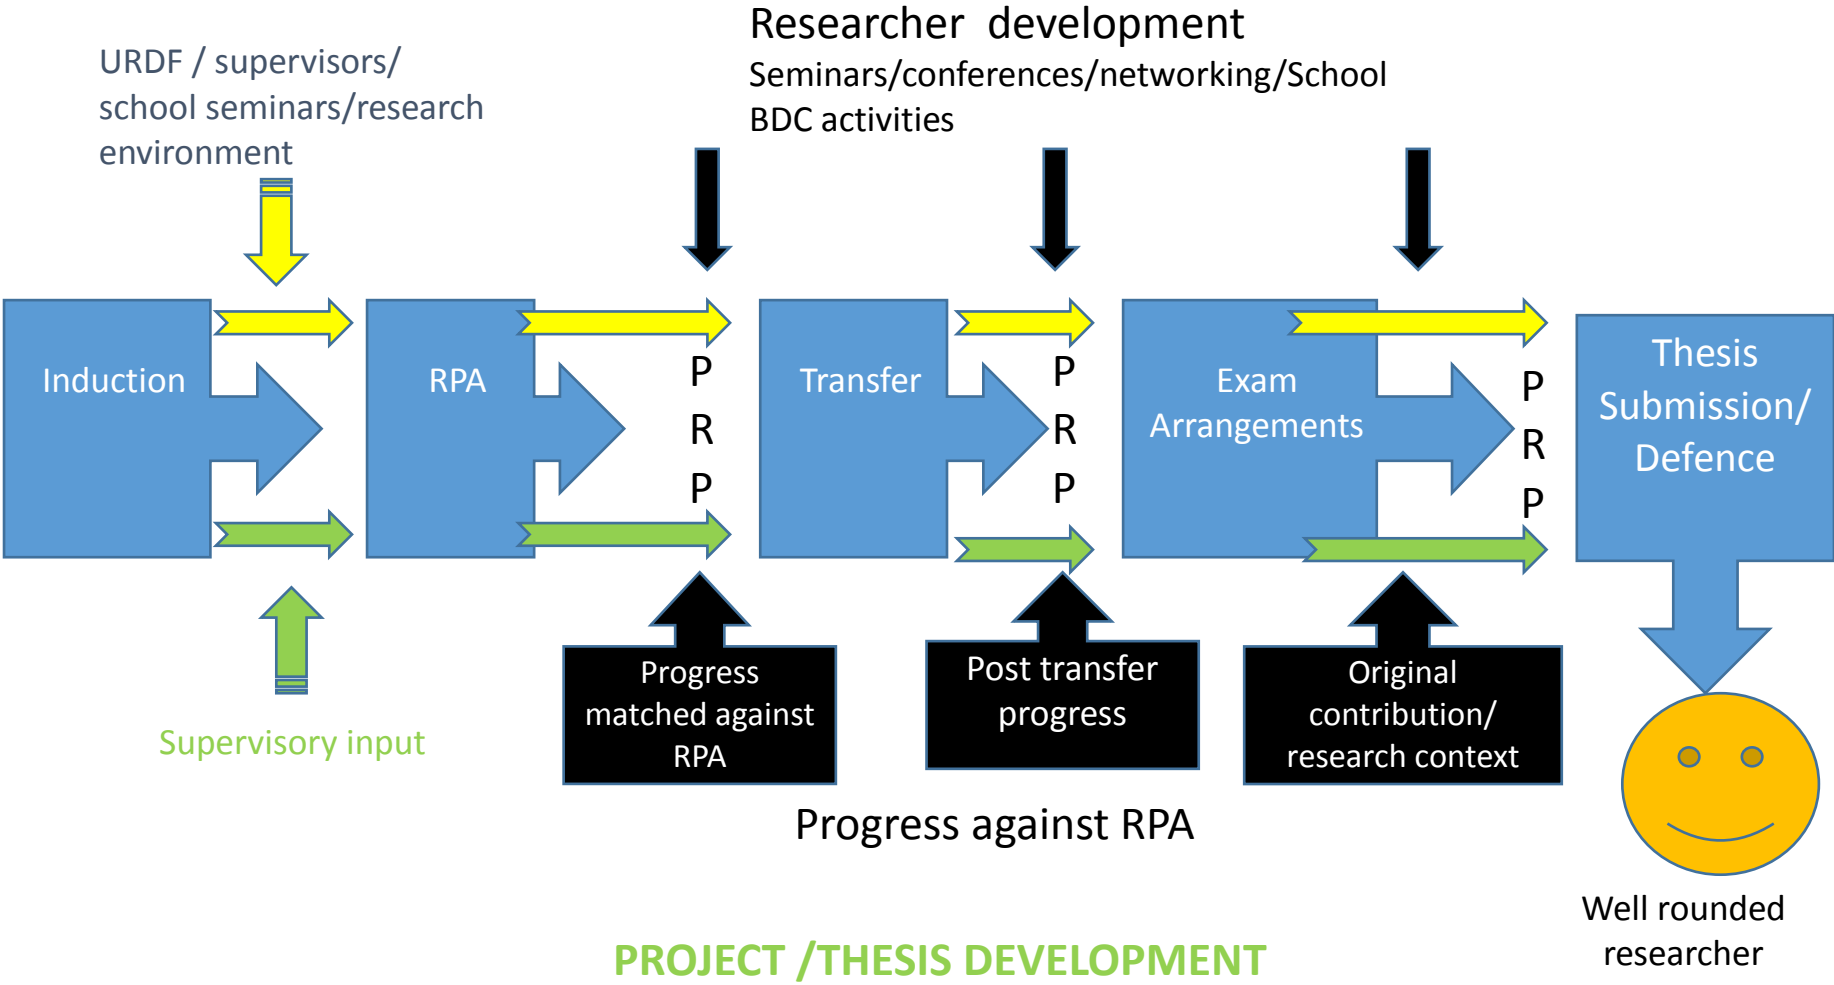 Researcher  development
Seminars/conferences/networking/School
BDC activities
URDF / supervisors/
school seminars/research
environment
Induction
RPA
P
R
P
Transfer
P
R
P
Exam
Arrangements
P
R
P
Thesis
Submission/
Defence
Supervisory input
Progress
matched against
RPA
Post transfer
progress
Original
contribution/
research context
Progress against RPA
Well rounded
researcher
PROJECT /THESIS DEVELOPMENT